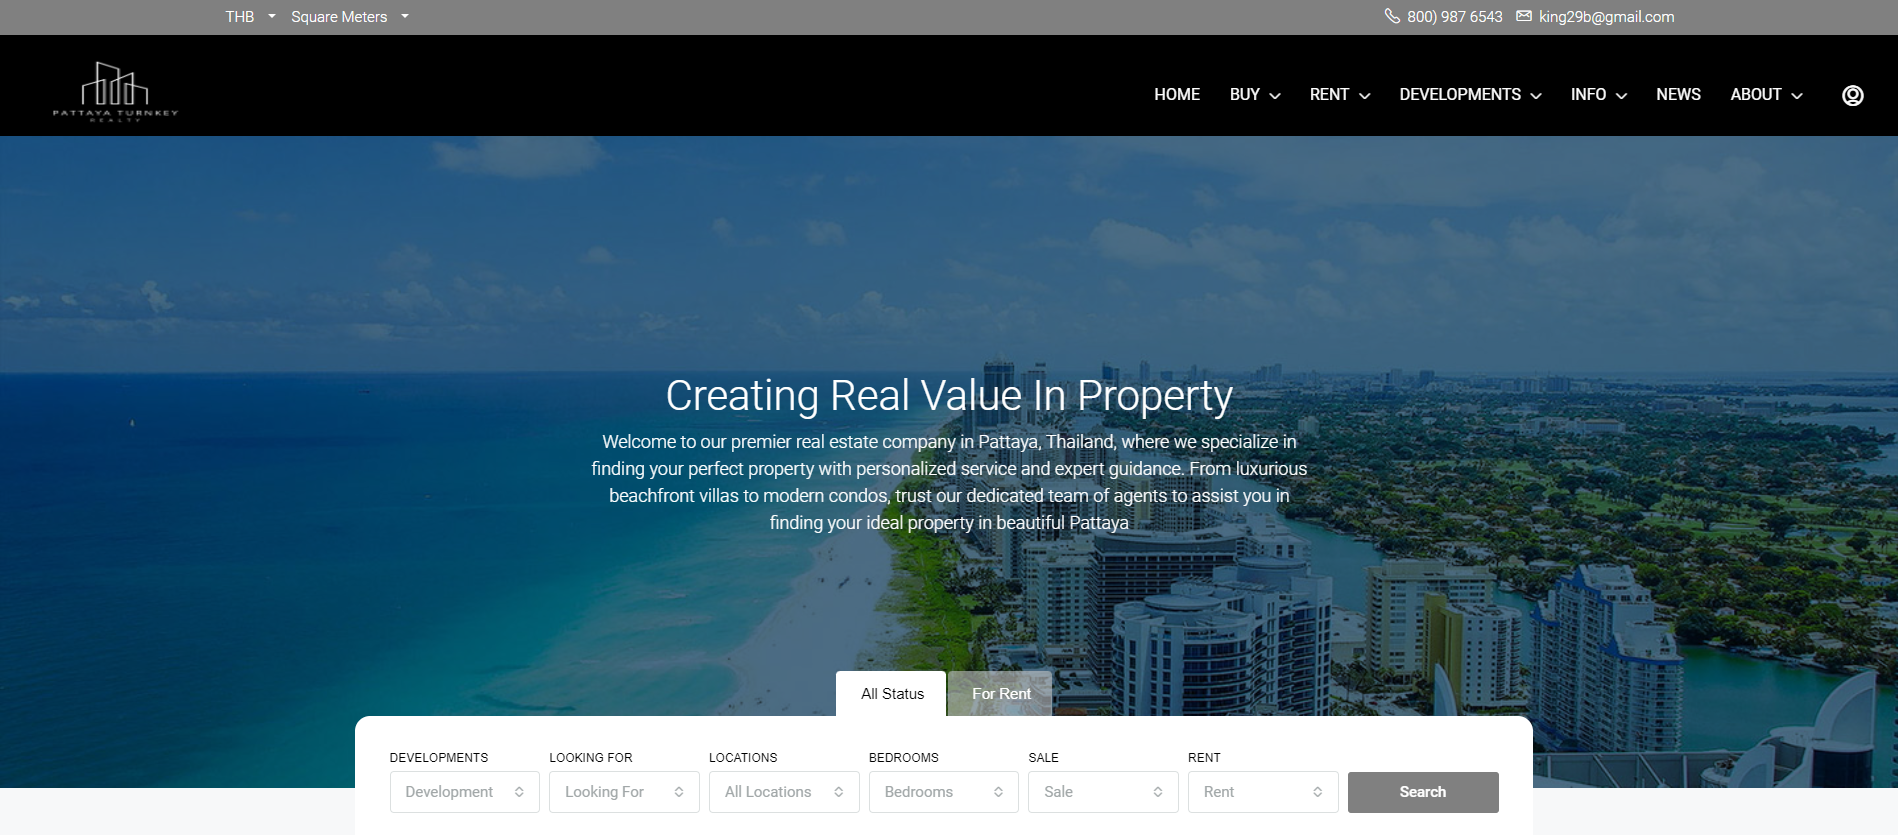 THB Square Meters 800) 987 6543 king29b@gmail.com
PATTAYA TURNKEY
REALTY
HOME BUY RENT DEVELOPMENTS INFO NEWS ABOUT
Creating Real Value In Property
Welcome to our premier real estate company in Pattaya, Thailand, where we specialize in
finding your perfect property with personalized service and expert guidance. From luxurious
beachfront villas to modern condos, trust our dedicated team of agents to assist you in
finding your ideal property in beautiful Pattaya
All Status For Rent
DEVELOPMENTS LOOKING FOR LOCATIONS BEDROOMS SALE RENT
Development Looking For All Locations Bedrooms Sale Rent Search